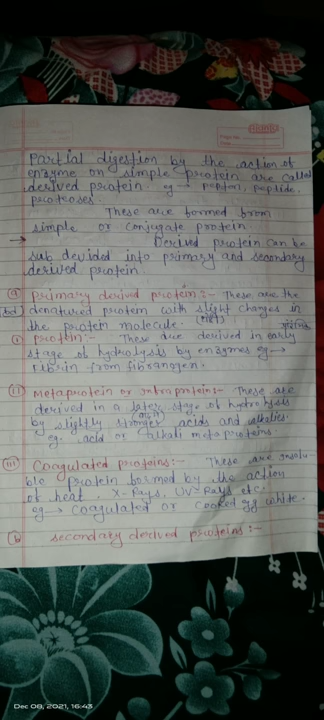 Partial digestion by the action of
enzyme on simple protein are called
derived protein. eg → pepton, peptide.
proteoses.
These are formed from
simple or conjugate protein.
→ Derived protein can be
sub devided into primary and secondary
derived protein.
(a) Primary derived protein:- These are the
denatured protein with slight changes in
the protein molecule.
(i) protein:- These are derived in early
stage of hydrolysis by enzymes eg →
Fibrin from fibranogen.
(ii) Metaprotein or Infraprotein:- These are
derived in a later stage of hydrolysis
by slightly stronger acids and alkalies.
eg. acid or alkali metaproteins.
(iii) Coagulated proteins:- These are insolu-
ble protein formed by the action
of heat, X-Rays, UV-Rays etc.
eg → Coagulated or cooked egg white.
(b secondary derived proteins:-
Dec 08, 2021, 16:43